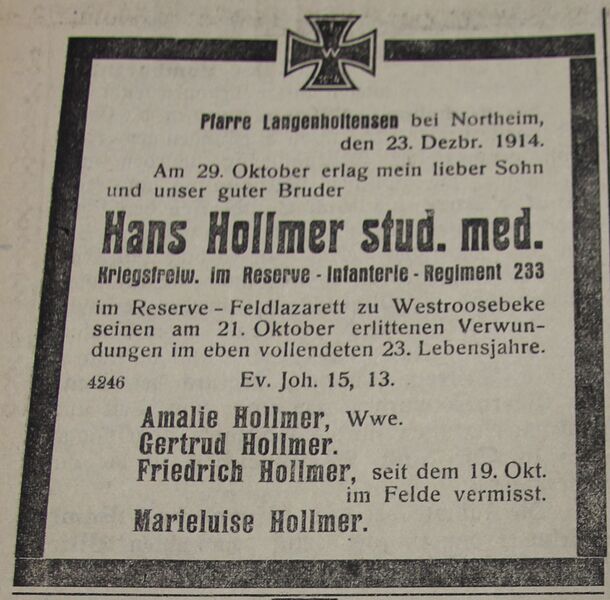 W
1914
Pfarre Langenholtensen bei Northeim,
den 23. Dezbr. 1914.
Am 29. Oktober erlag mein lieber Sohn
und unser guter Bruder
Hans Hollmer stud. med.
Kriegsfreiw. im Reserve - Infanterie - Regiment 233
im Reserve - Feldlazarett zu Westroosebeke
seinen am 21. Oktober erlittenen Verwun-
dungen im eben vollendeten 23. Lebensjahre.
4246 Ev. Joh. 15, 13.
Amalie Hollmer, Wwe.
Gertrud Hollmer.
Friedrich Hollmer, seit dem 19. Okt.
im Felde vermisst.
Marieluise Hollmer.